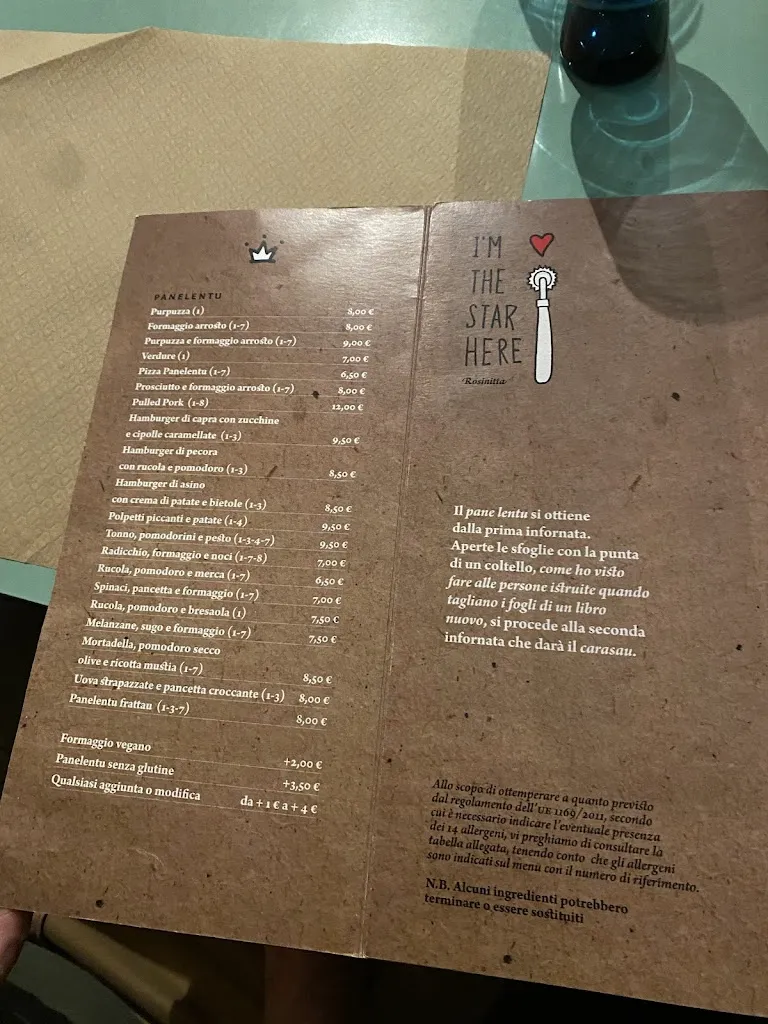 PANELENTU
Purpuzza (1) 8,00 €
Formaggio arrosto (1-7) 8,00 €
Purpuzza e formaggio arrosto (1-7) 9,00 €
Verdure (1) 7,00 €
Pizza Panelentu (1-7) 6,50 €
Prosciutto e formaggio arrosto (1-7) 8,00 €
Pulled Pork (1-8) 12,00 €
Hamburger di capra con zucchine
e cipolle caramellate (1-3) 9,50 €
Hamburger di pecora
con rucola e pomodoro (1-3) 8,50 €
Hamburger di asino
con crema di patate e bietole (1-3) 8,50 €
Polpetti piccanti e patate (1-4) 9,50 €
Tonno, pomodorini e pesto (1-3-4-7) 9,50 €
Radicchio, formaggio e noci (1-7-8) 7,00 €
Rucola, pomodoro e merca (1-7) 6,50 €
Spinaci, pancetta e formaggio (1-7) 7,00 €
Rucola, pomodoro e bresaola (1) 7,50 €
Melanzane, sugo e formaggio (1-7) 7,50 €
Mortadella, pomodoro secco
olive e ricotta mustia (1-7) 8,50 €
Uova strapazzate e pancetta croccante (1-3) 8,00 €
Panelentu frattau (1-3-7) 8,00 €
Formaggio vegano +2,00 €
Panelentu senza glutine +3,50 €
Qualsiasi aggiunta o modifica da + 1 € a + 4 €
I'M
THE
STAR
HERE
Rosinitta
Il pane lentu si ottiene
dalla prima infornata.
Aperte le sfoglie con la punta
di un coltello, come ho visto
fare alle persone istruite quando
tagliano i fogli di un libro
nuovo, si procede alla seconda
infornata che darà il carasau.
Allo scopo di ottemperare a quanto previsto
dal regolamento dell'UE 1169/2011, secondo
cui è necessario indicare l'eventuale presenza
dei 14 allergeni, vi preghiamo di consultare la
tabella allegata, tenendo conto che gli allergeni
sono indicati sul menù con il numero di riferimento.
N.B. Alcuni ingredienti potrebbero
terminare o essere sostituiti